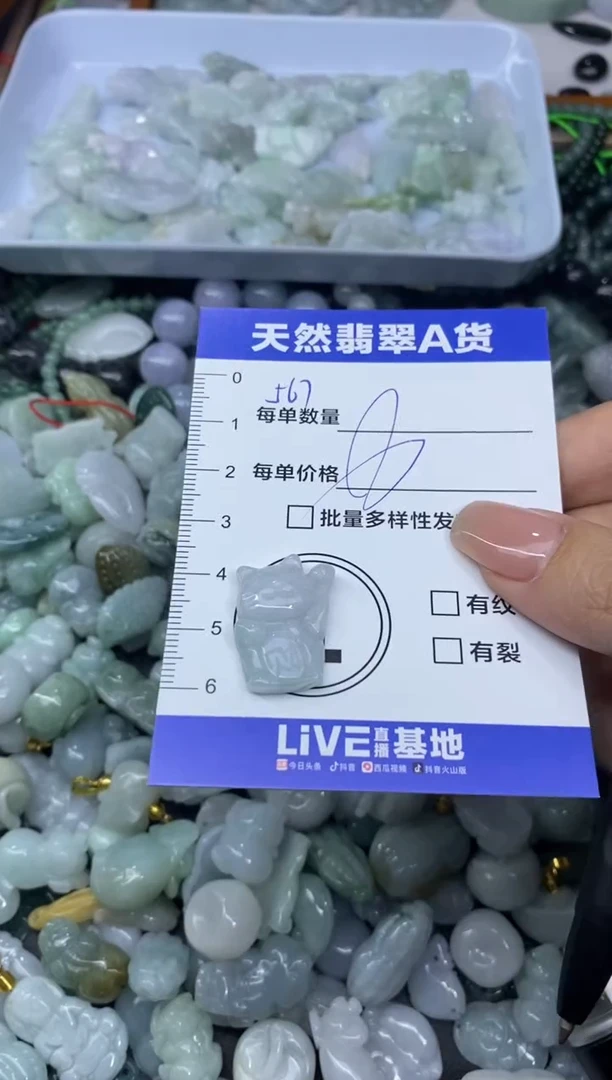 天然翡翠A货
0
567
每单数量
1
2
每单价格
3
批量多样性发
4
5
有纹
有裂
6
LiVE直播基地
今日头条 抖音 西瓜视频 抖音火山版